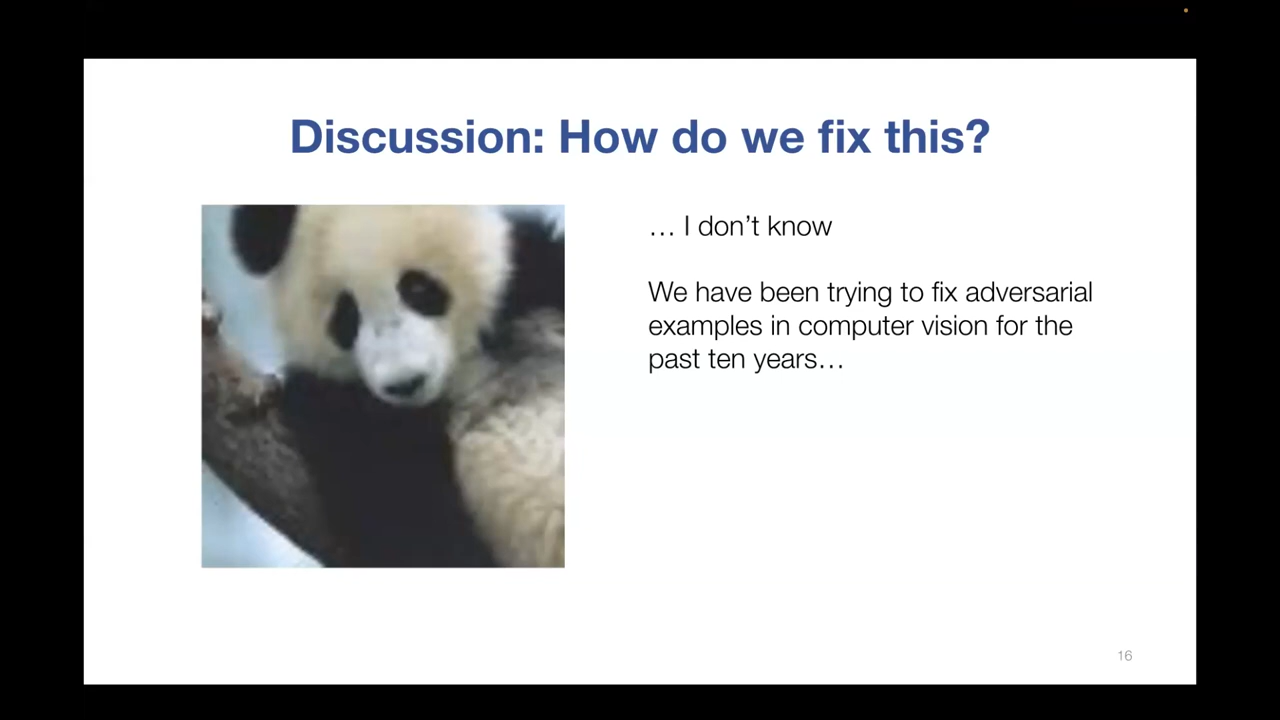 Discussion: How do we fix this?
… I don’t know
We have been trying to fix adversarial
examples in computer vision for the
past ten years…
16